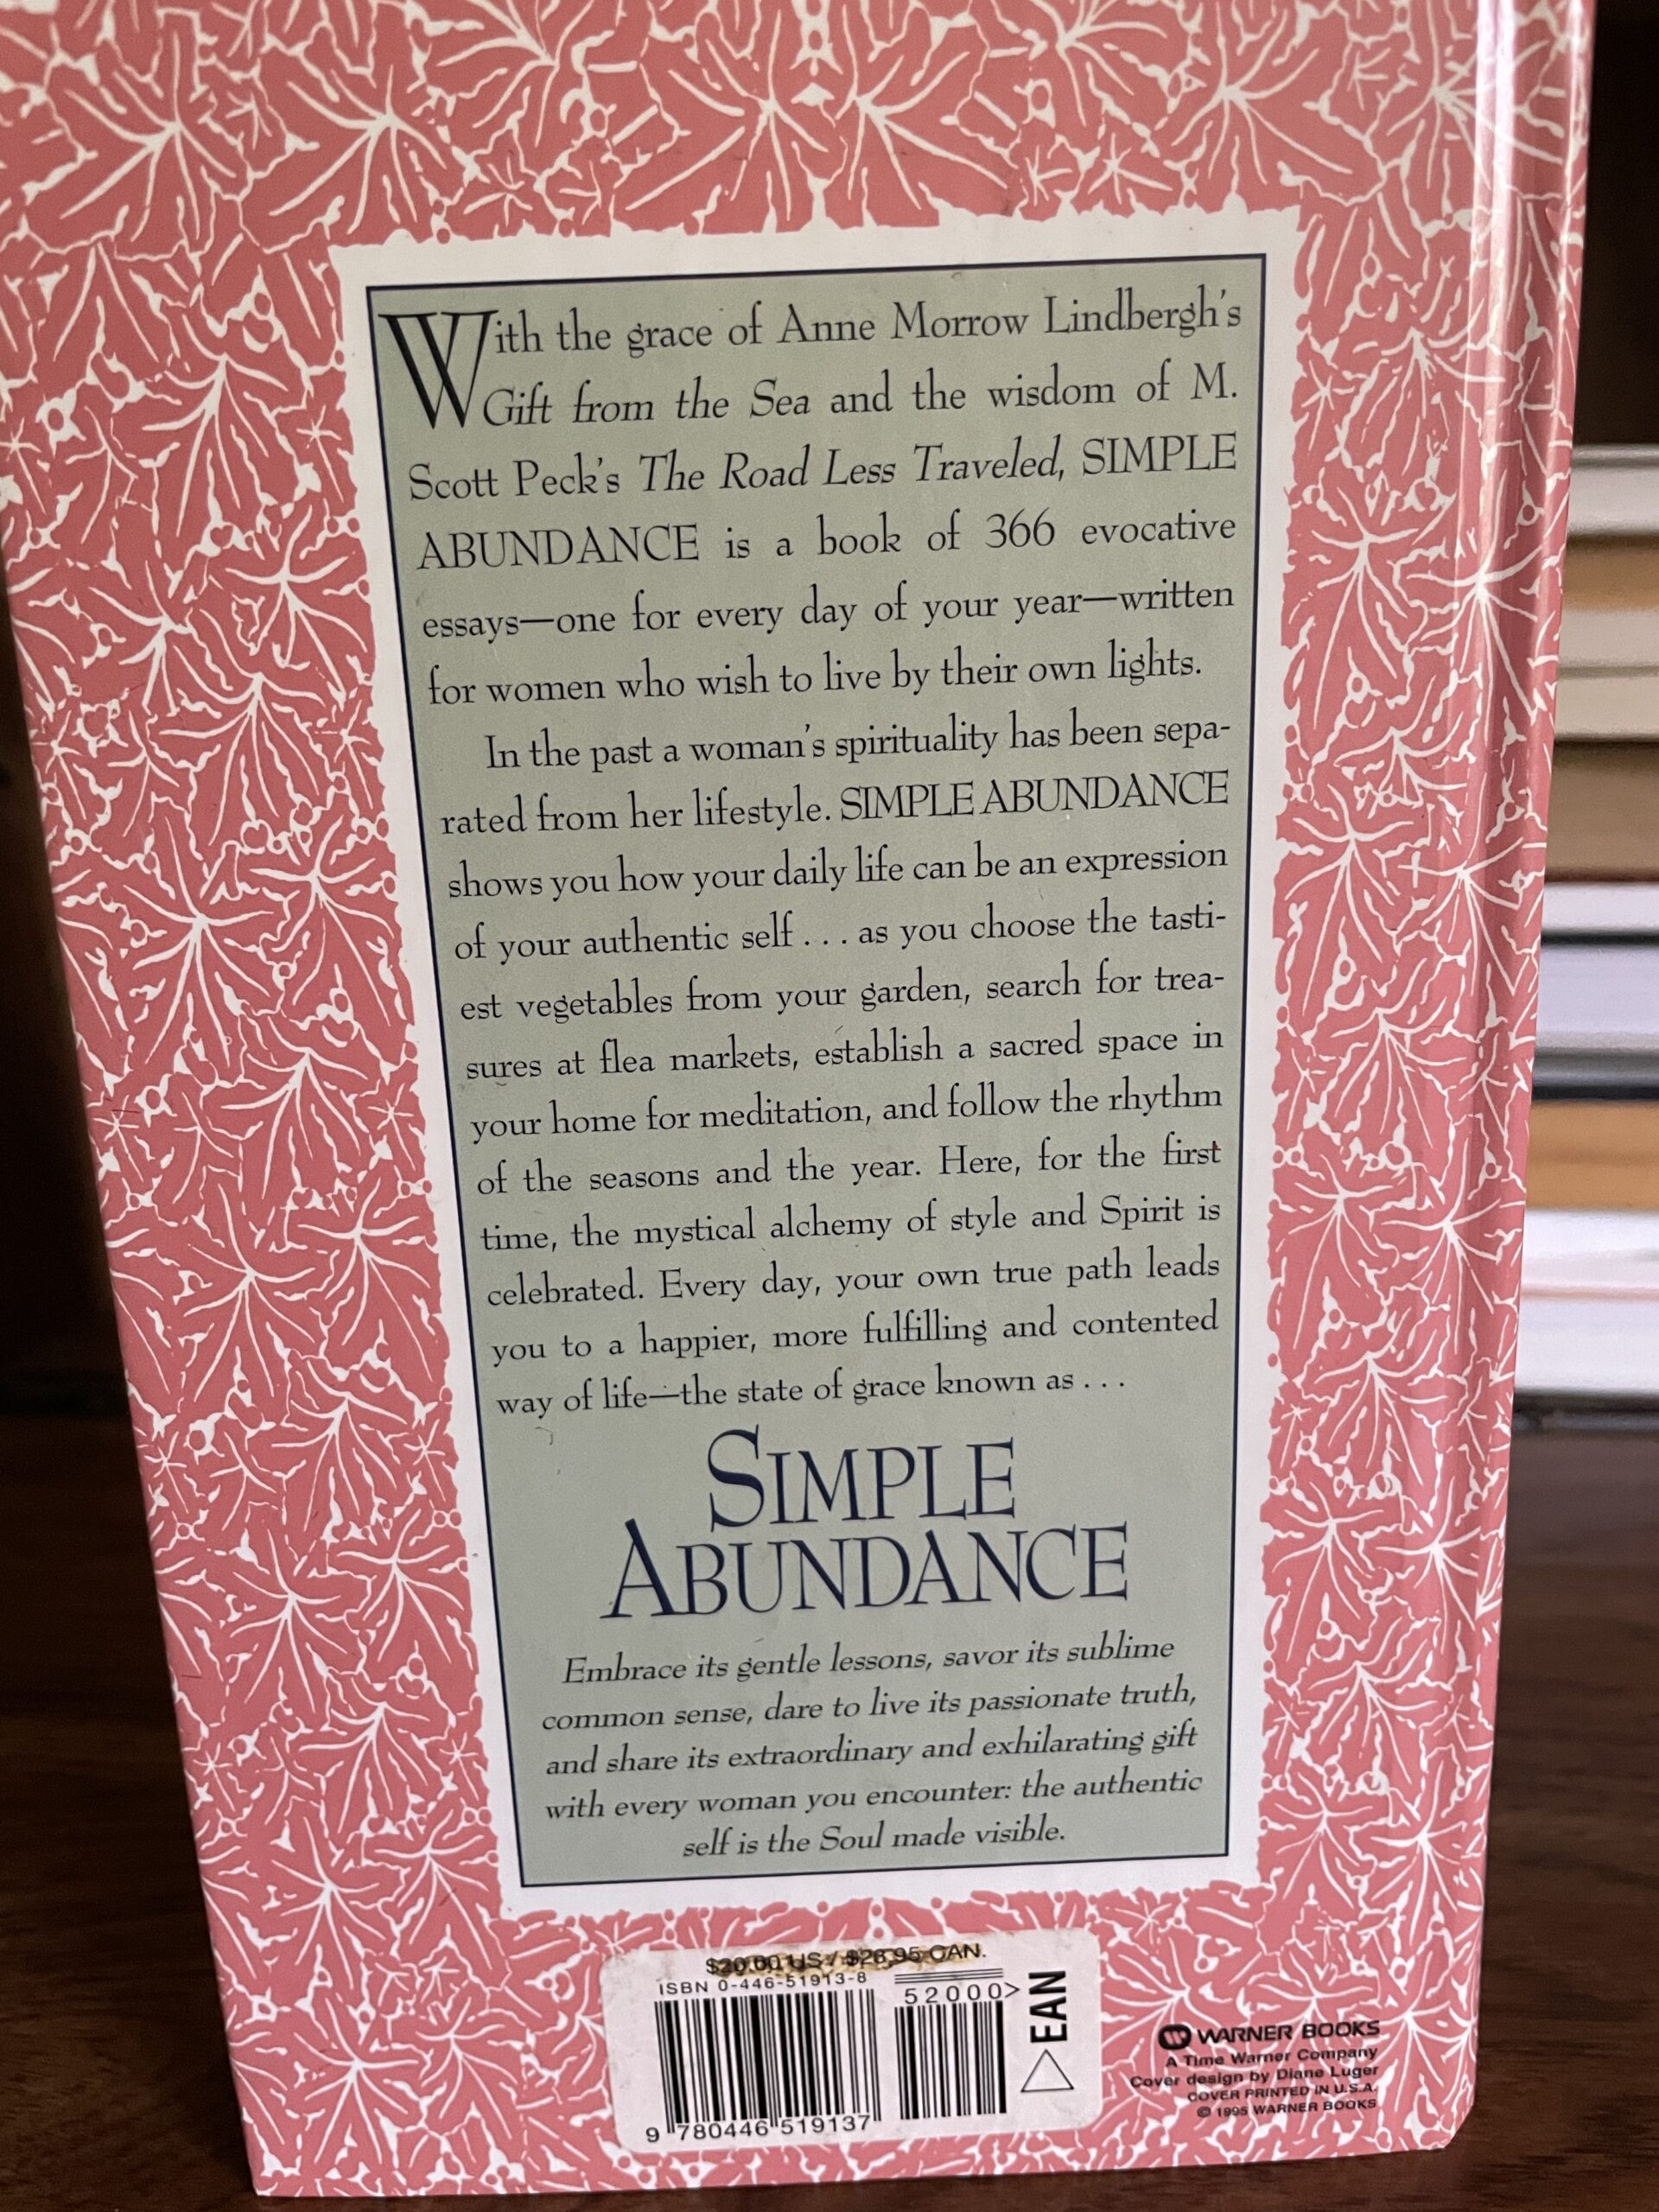 With the grace of Anne Morrow Lindbergh's
Gift from the Sea and the wisdom of M.
Scott Peck's The Road Less Traveled, SIMPLE
ABUNDANCE is a book of 366 evocative
essays—one for every day of your year—written
for women who wish to live by their own lights.
In the past a woman's spirituality has been sepa-
rated from her lifestyle. SIMPLE ABUNDANCE
shows you how your daily life can be an expression
of your authentic self . . . as you choose the tasti-
est vegetables from your garden, search for trea-
sures at flea markets, establish a sacred space in
your home for meditation, and follow the rhythm
of the seasons and the year. Here, for the first
time, the mystical alchemy of style and Spirit is
celebrated. Every day, your own true path leads
you to a happier, more fulfilling and contented
way of life—the state of grace known as . . .
SIMPLE
ABUNDANCE
Embrace its gentle lessons, savor its sublime
common sense, dare to live its passionate truth,
and share its extraordinary and exhilarating gift
with every woman you encounter: the authentic
self is the Soul made visible.
$20.00 US / $26.95 CAN.
ISBN 0-446-51913-8
52000>
EAN
9 780446 519137
WARNER BOOKS
A Time Warner Company
Cover design by Diane Luger
COVER PRINTED IN U.S.A.
© 1995 WARNER BOOKS